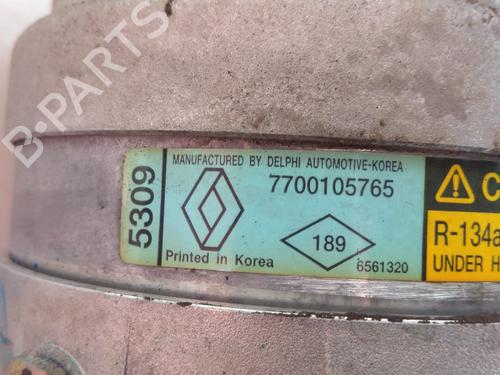 B-PARTS
5309
MANUFACTURED BY DELPHI AUTOMOTIVE-KOREA
7700105765
189
Printed in Korea
6561320
R-134a
UNDER